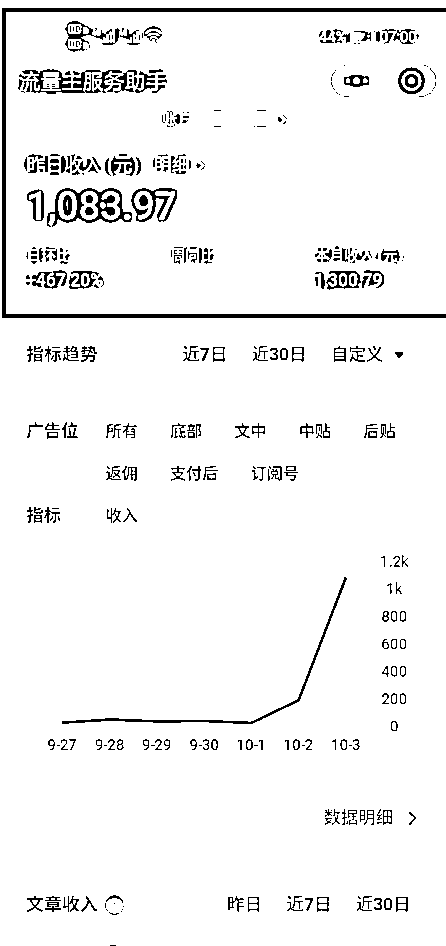 44% 07:00
流量主服务助手
账户
昨日收入(元) 明细 >
1,083.97
日环比 周同比 本月收入(元)
+467.20% 1,300.79
指标趋势 近7日 近30日 自定义
广告位 所有 底部 文中 中贴 后贴
返佣 支付后 订阅号
指标 收入
1.2k
1k
800
600
400
200
0
9-27 9-28 9-29 9-30 10-1 10-2 10-3
数据明细 >
文章收入 昨日 近7日 近30日